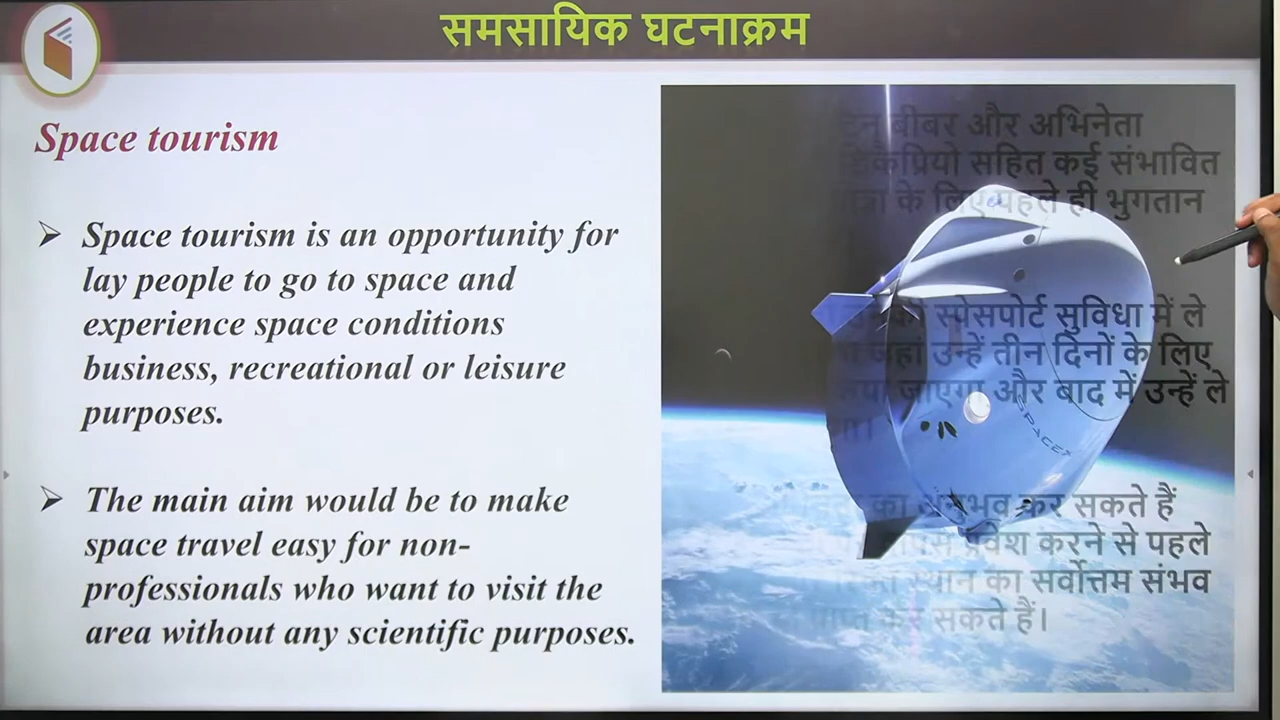 समसायिक घटनाक्रम
Space tourism
Space tourism is an opportunity for
lay people to go to space and
experience space conditions
business, recreational or leisure
purposes.
The main aim would be to make
space travel easy for non-
professionals who want to visit the
area without any scientific purposes.
बीबर और अभिनेता
सहित कई संभावित
के लिए पहले ही भुगतान
स्पेसपोर्ट सुविधा में ले
जहां उन्हें तीन दिनों के लिए
जाएगा और बाद में उन्हें ले
SPACEX
का अनुभव कर सकते हैं
प्रवेश करने से पहले
स्थान का सर्वोत्तम संभव
कर सकते हैं।